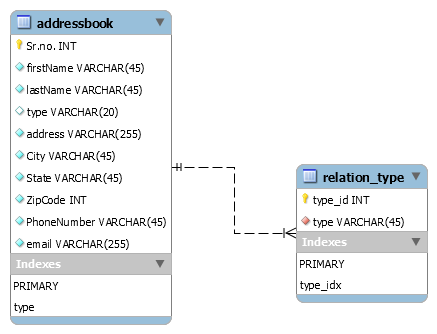 addressbook
Sr.no. INT
firstName VARCHAR(45)
lastName VARCHAR(45)
type VARCHAR(20)
address VARCHAR(255)
City VARCHAR(45)
State VARCHAR(45)
ZipCode INT
PhoneNumber VARCHAR(45)
email VARCHAR(255)
Indexes
PRIMARY
type
relation_type
type_id INT
type VARCHAR(45)
Indexes
PRIMARY
type_idx